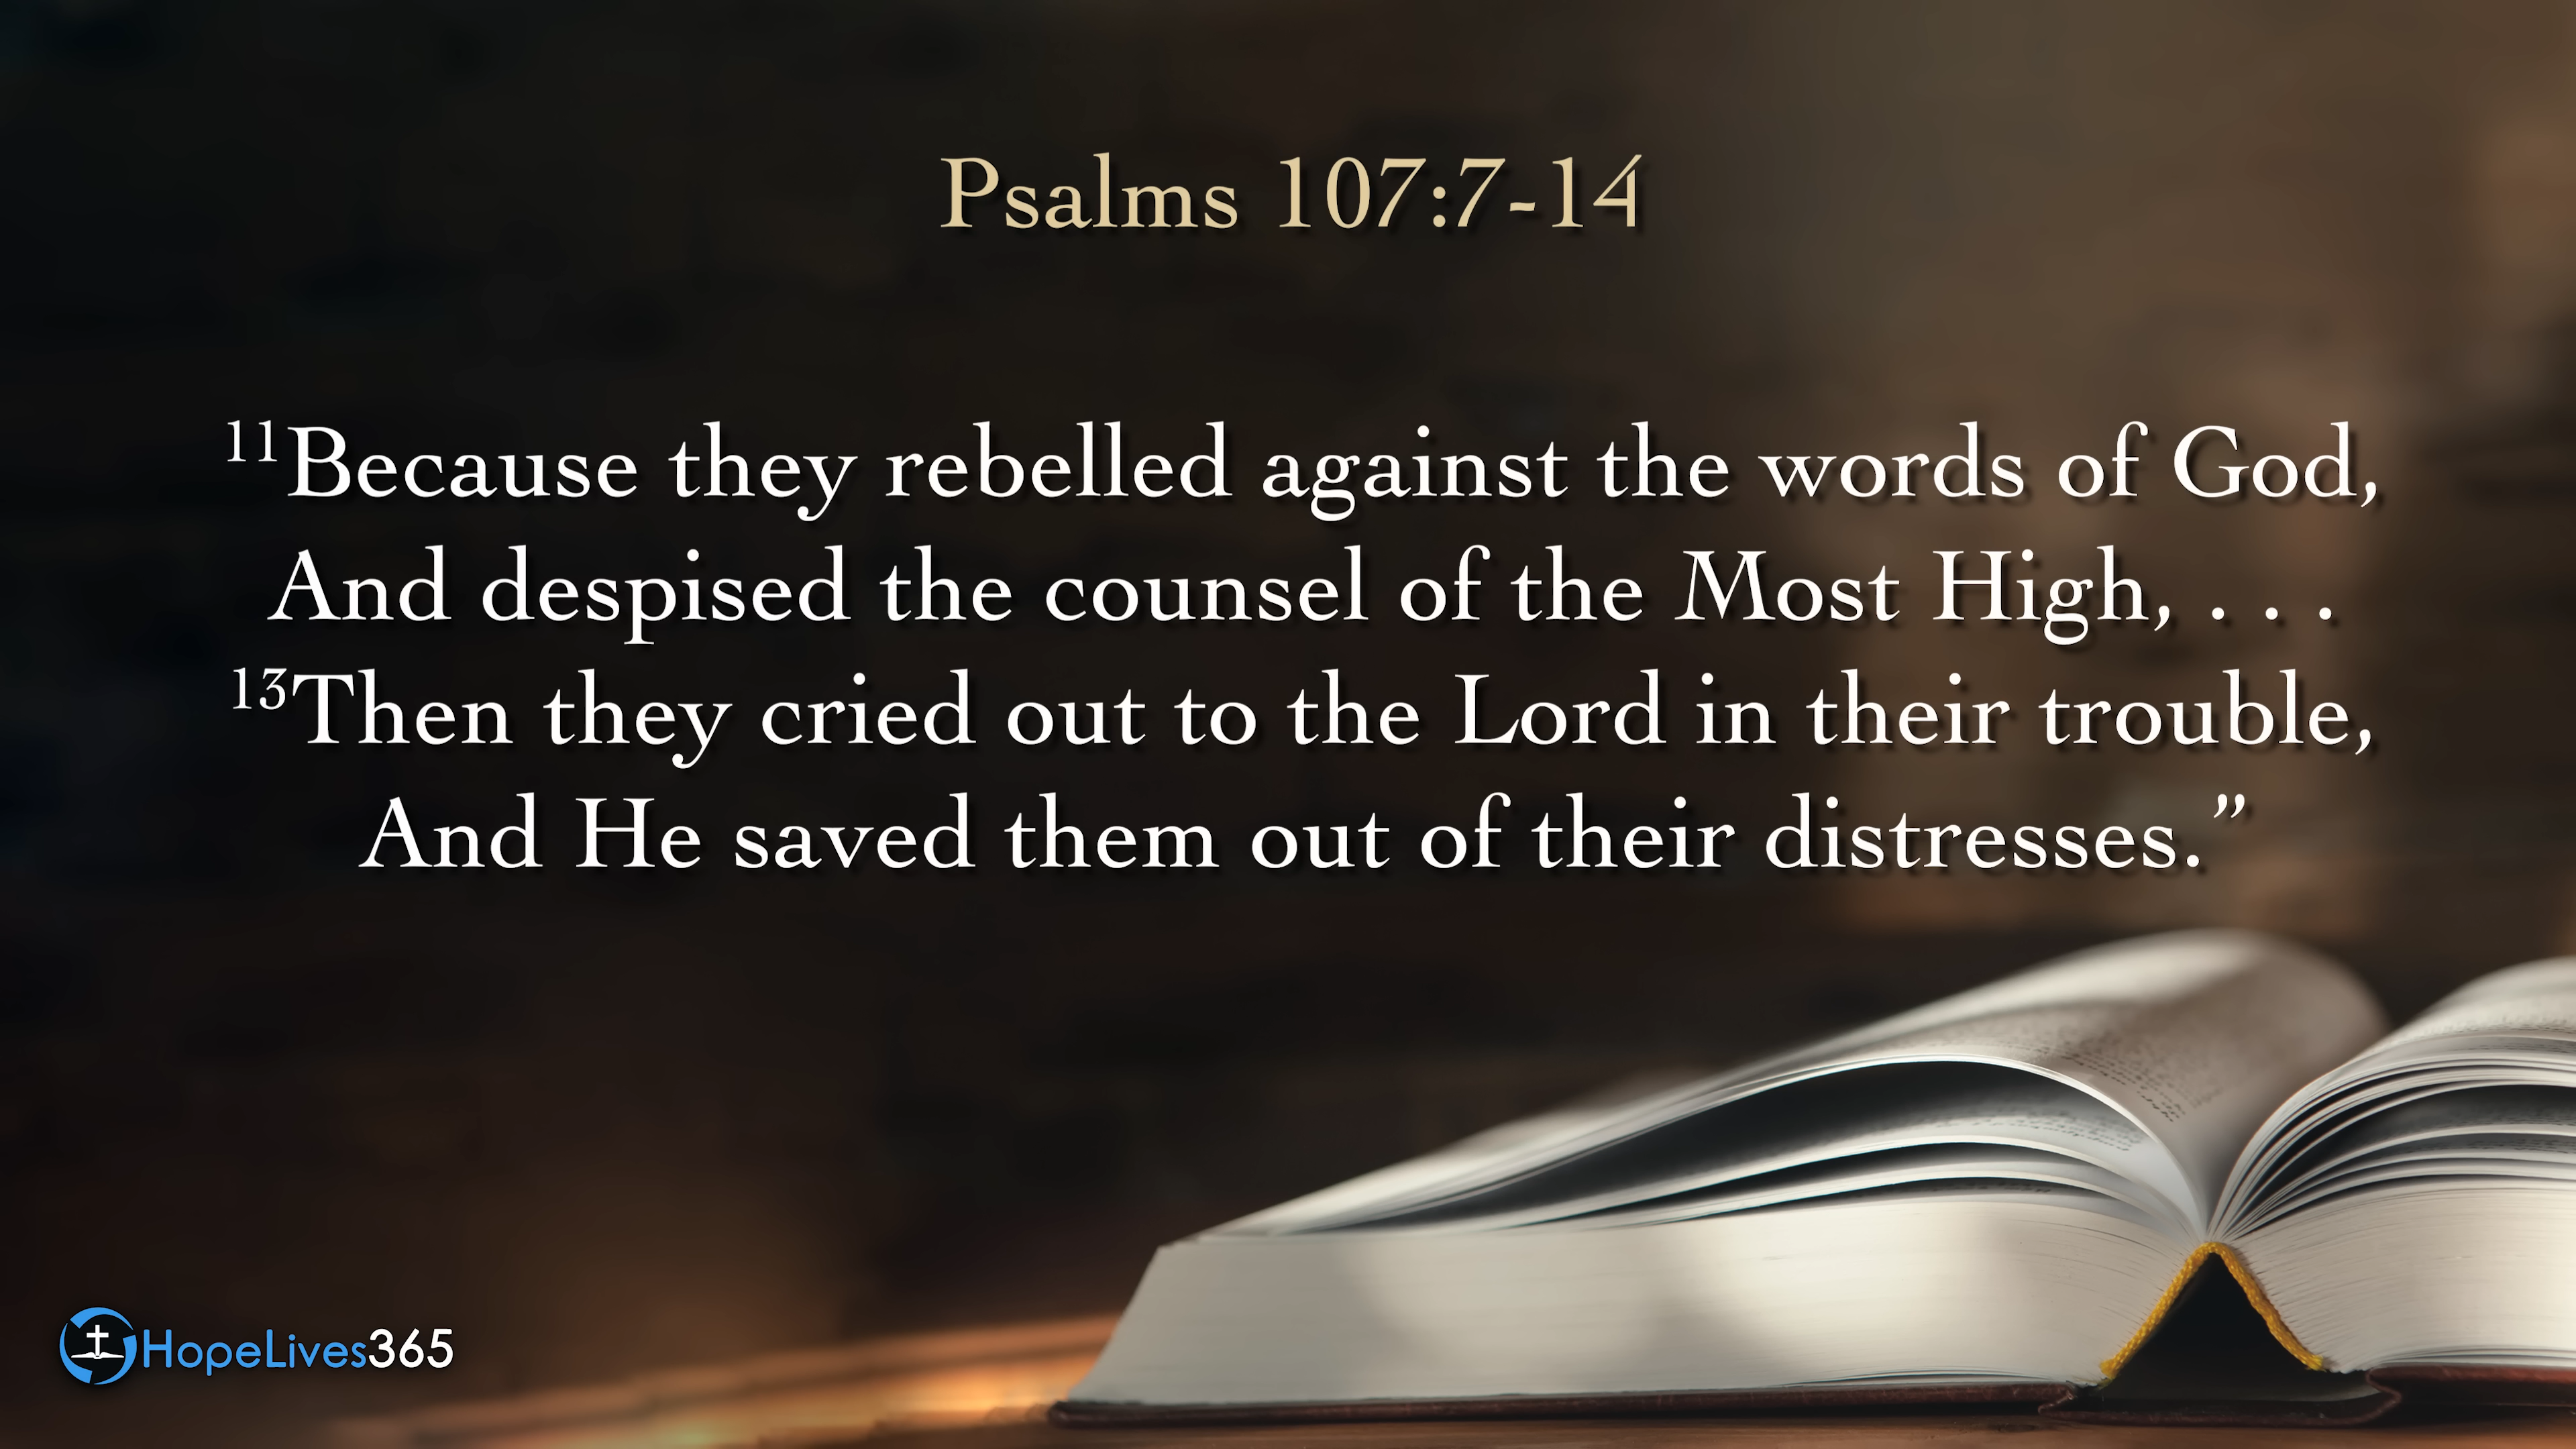 Psalms 107:7-14
¹¹Because they rebelled against the words of God,
And despised the counsel of the Most High, . . .
¹³Then they cried out to the Lord in their trouble,
And He saved them out of their distresses.”
HopeLives365